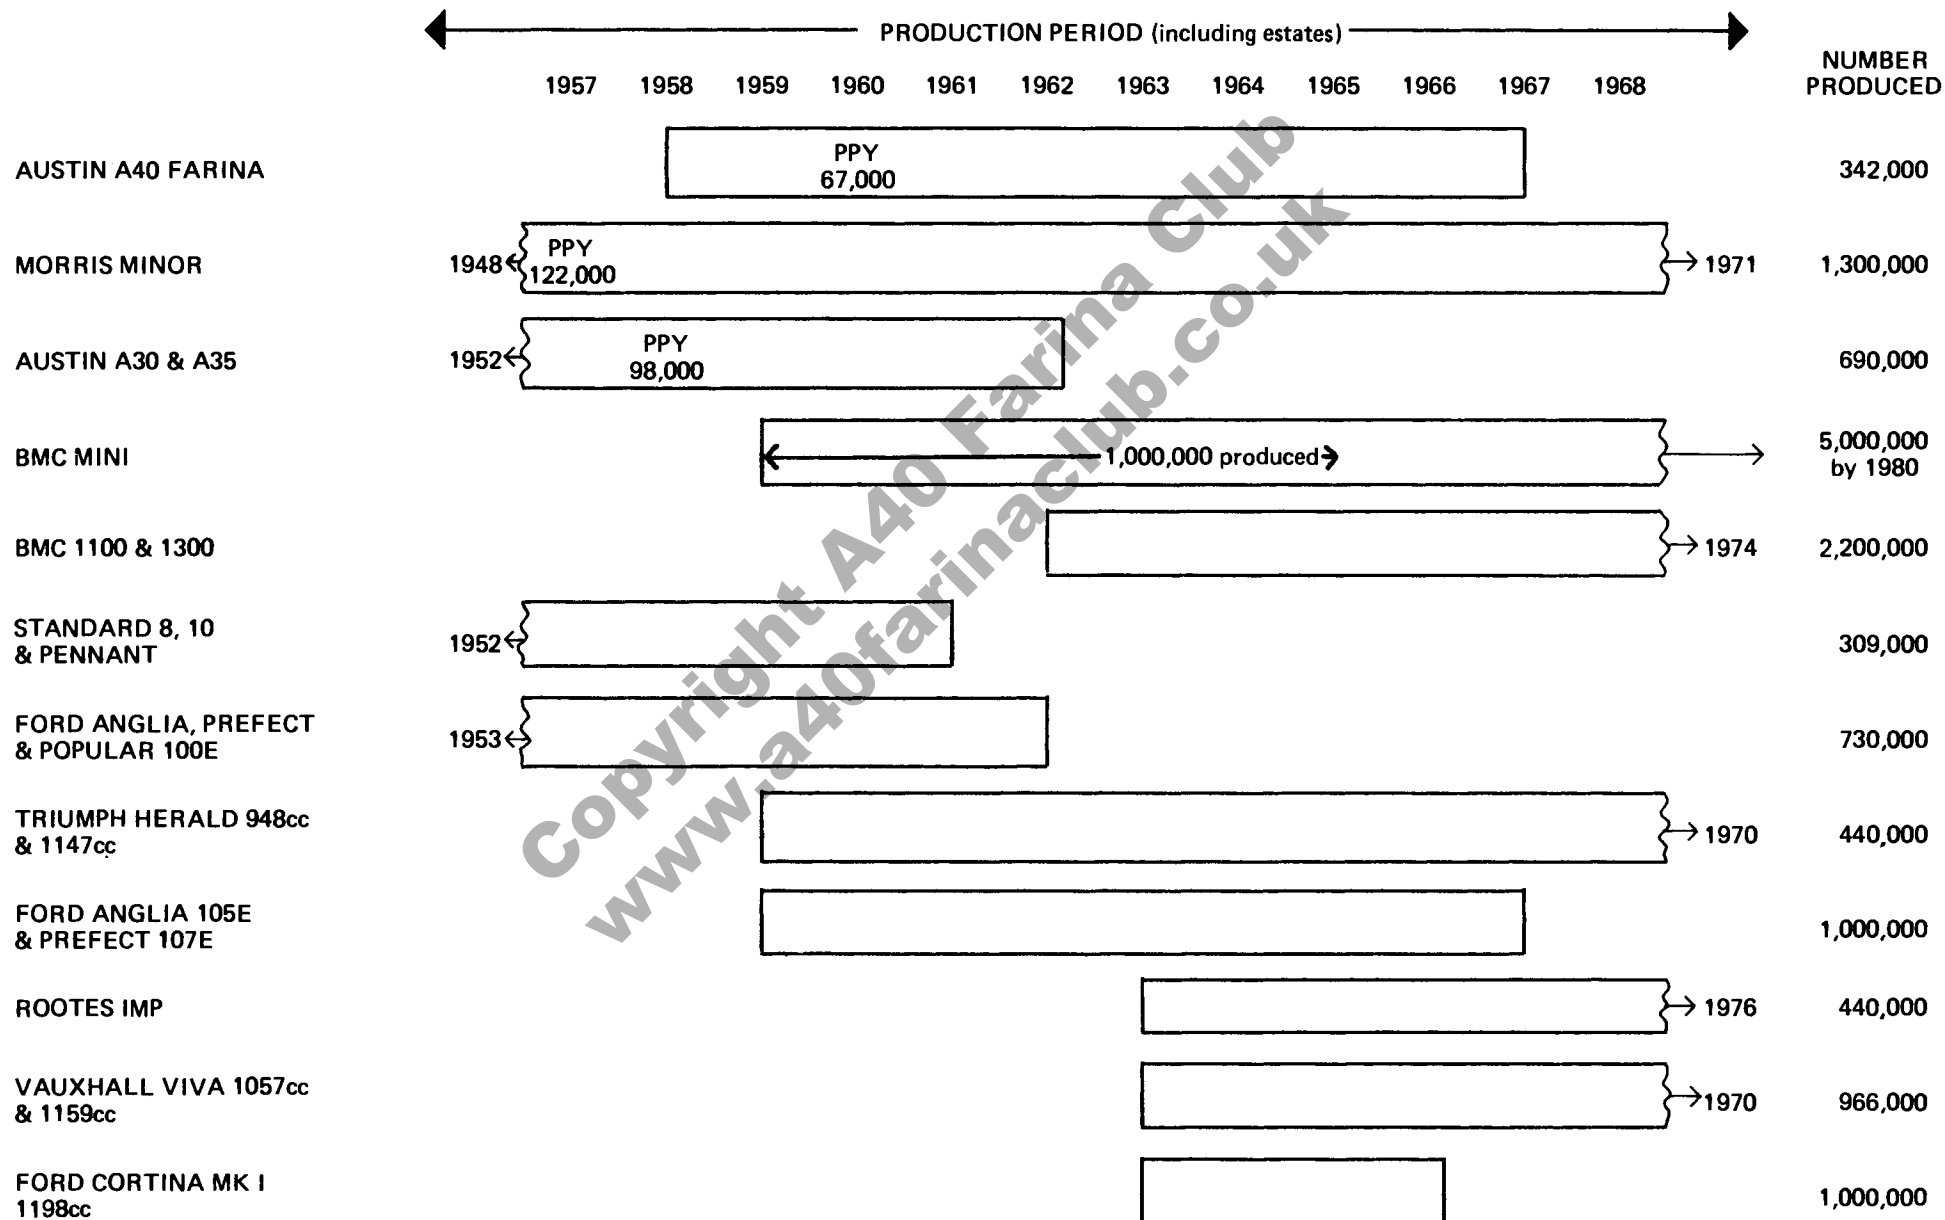 PRODUCTION PERIOD (including estates)
NUMBER
PRODUCED
1957 1958 1959 1960 1961 1962 1963 1964 1965 1966 1967 1968
AUSTIN A40 FARINA
PPY
67,000
342,000
MORRIS MINOR
1948
PPY
122,000
1971
1,300,000
AUSTIN A30 & A35
1952
PPY
98,000
690,000
BMC MINI
1,000,000 produced
5,000,000
by 1980
BMC 1100 & 1300
1974
2,200,000
STANDARD 8, 10
& PENNANT
1952
309,000
FORD ANGLIA, PREFECT
& POPULAR 100E
1953
730,000
TRIUMPH HERALD 948cc
& 1147cc
1970
440,000
FORD ANGLIA 105E
& PREFECT 107E
1,000,000
ROOTES IMP
1976
440,000
VAUXHALL VIVA 1057cc
& 1159cc
1970
966,000
FORD CORTINA MK I
1198cc
1,000,000
Copyright A40 Farina Club
www.a40farinaclub.co.uk